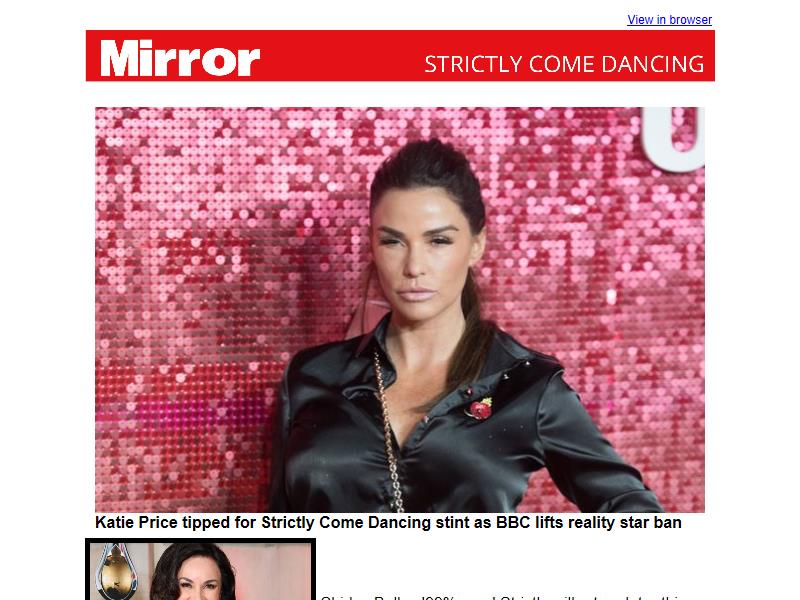 View in browser
Mirror
STRICTLY COME DANCING
Katie Price tipped for Strictly Come Dancing stint as BBC lifts reality star ban